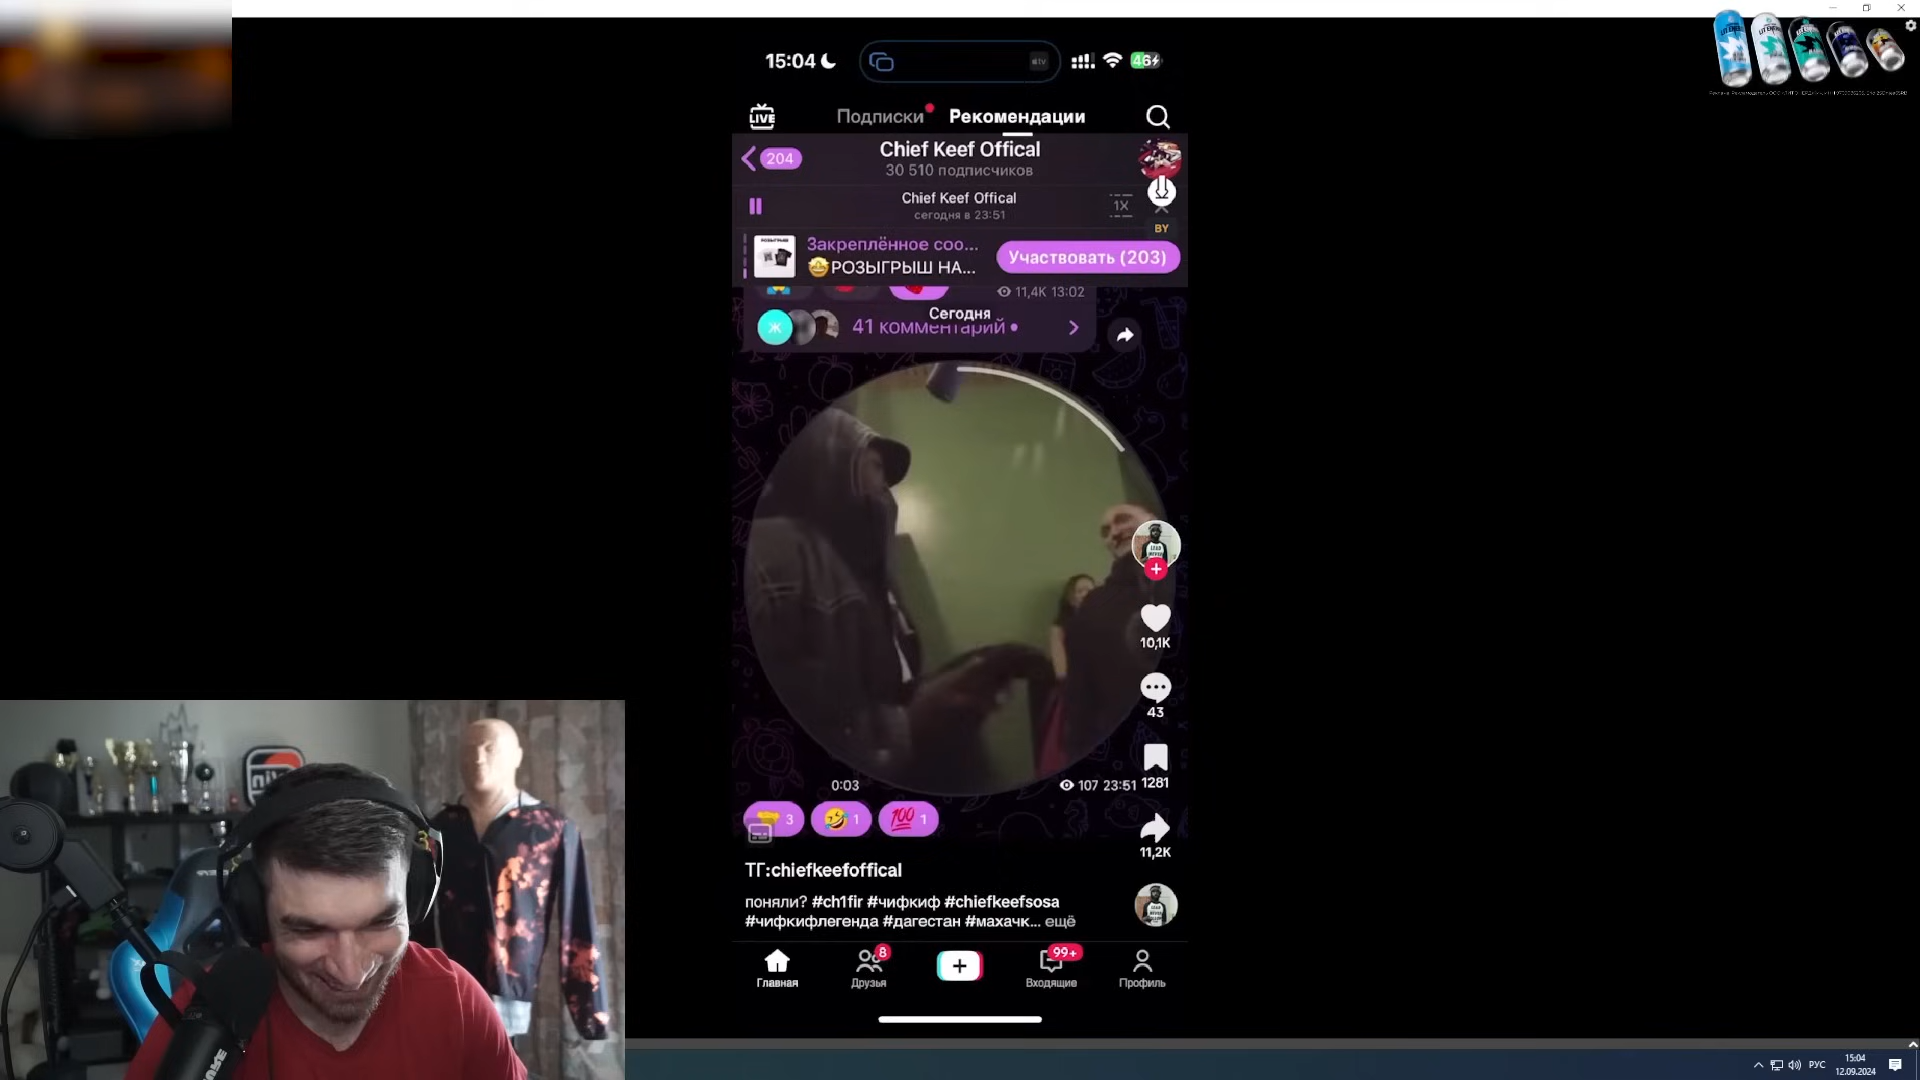 15:04
46
LIVE
Подписки
Рекомендации
204
Chief Keef Offical
30 510 подписчиков
Chief Keef Offical
сегодня в 23:51
1X
BY
Закреплённое соо...
🤩РОЗЫГРЫШ НА...
Участвовать (203)
11,4K 13:02
Сегодня
Ж
41 комментарий
10,1K
43
1281
11,2K
0:03
107 23:51
3
1
100 1
ТГ:chiefkeefoffical
поняли? #ch1fir #чифкиф #chiefkeefsosa
#чифкифлегенда #дагестан #махачк... ещё
8
99+
Главная
Друзья
Входящие
Профиль
РУС
15:04
12.09.2024